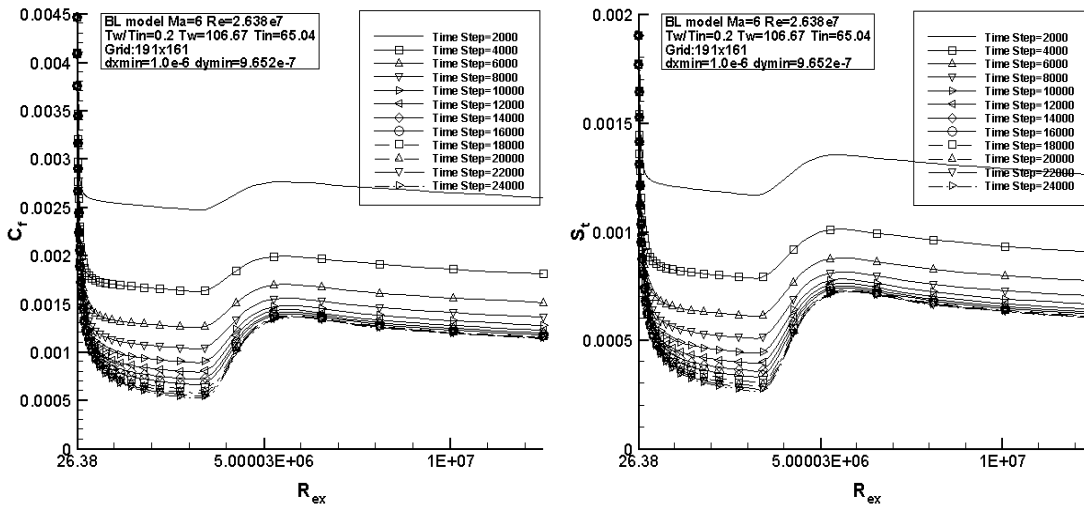 BL model Ma=6 Re=2.638e7
Tw/Tin=0.2 Tw=106.67 Tin=65.04
Grid:191x161
dxmin=1.0e-6 dymin=9.652e-7
Time Step=2000
Time Step=4000
Time Step=6000
Time Step=8000
Time Step=10000
Time Step=12000
Time Step=14000
Time Step=16000
Time Step=18000
Time Step=20000
Time Step=22000
Time Step=24000
0.0045
0.004
0.0035
0.003
0.0025
0.002
0.0015
0.001
0.0005
0
Cf
26.38
5.00003E+06
1E+07
Rex
BL model Ma=6 Re=2.638e7
Tw/Tin=0.2 Tw=106.67 Tin=65.04
Grid:191x161
dxmin=1.0e-6 dymin=9.652e-7
Time Step=2000
Time Step=4000
Time Step=6000
Time Step=8000
Time Step=10000
Time Step=12000
Time Step=14000
Time Step=16000
Time Step=18000
Time Step=20000
Time Step=22000
Time Step=24000
0.002
0.0015
0.001
0.0005
0
St
26.38
5.00003E+06
1E+07
Rex